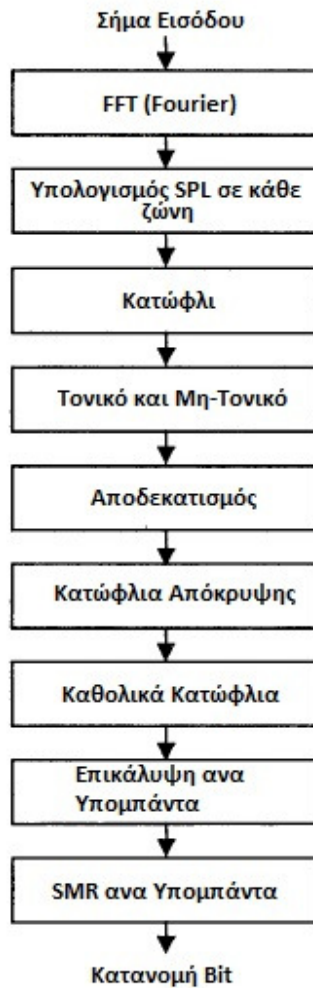 Σήμα Εισόδου
FFT (Fourier)
Υπολογισμός SPL σε κάθε
ζώνη
Κατώφλι
Τονικό και Μη-Τονικό
Αποδεκατισμός
Κατώφλια Απόκρυψης
Καθολικά Κατώφλια
Επικάλυψη ανα
Υπομπάντα
SMR ανα Υπομπάντα
Κατανομή Bit